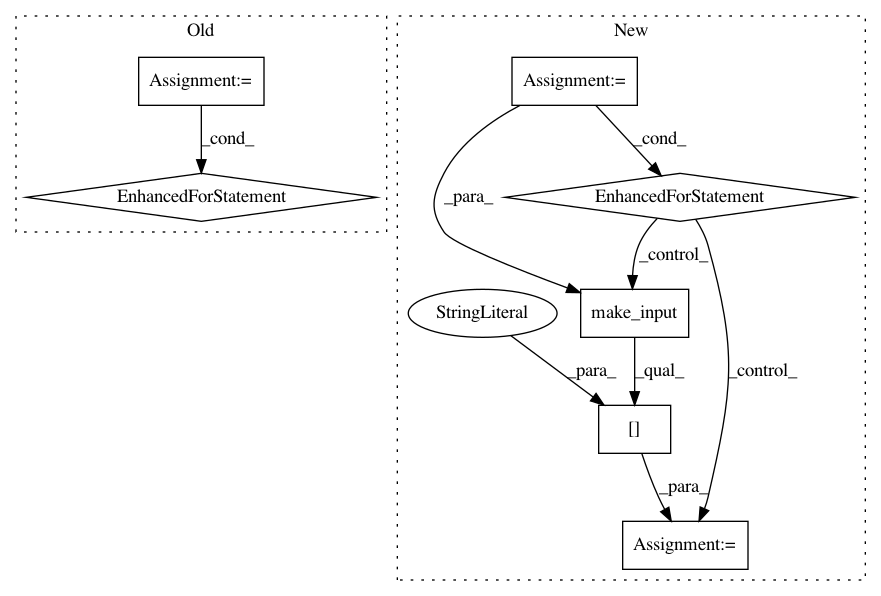 Old
New
Assignment:=
Assignment:=
_cond_
_cond_
EnhancedForStatement
_para_
EnhancedForStatement
_control_
StringLiteral
make_input
_para_
_qual_
_control_
[]
_para_
Assignment:=